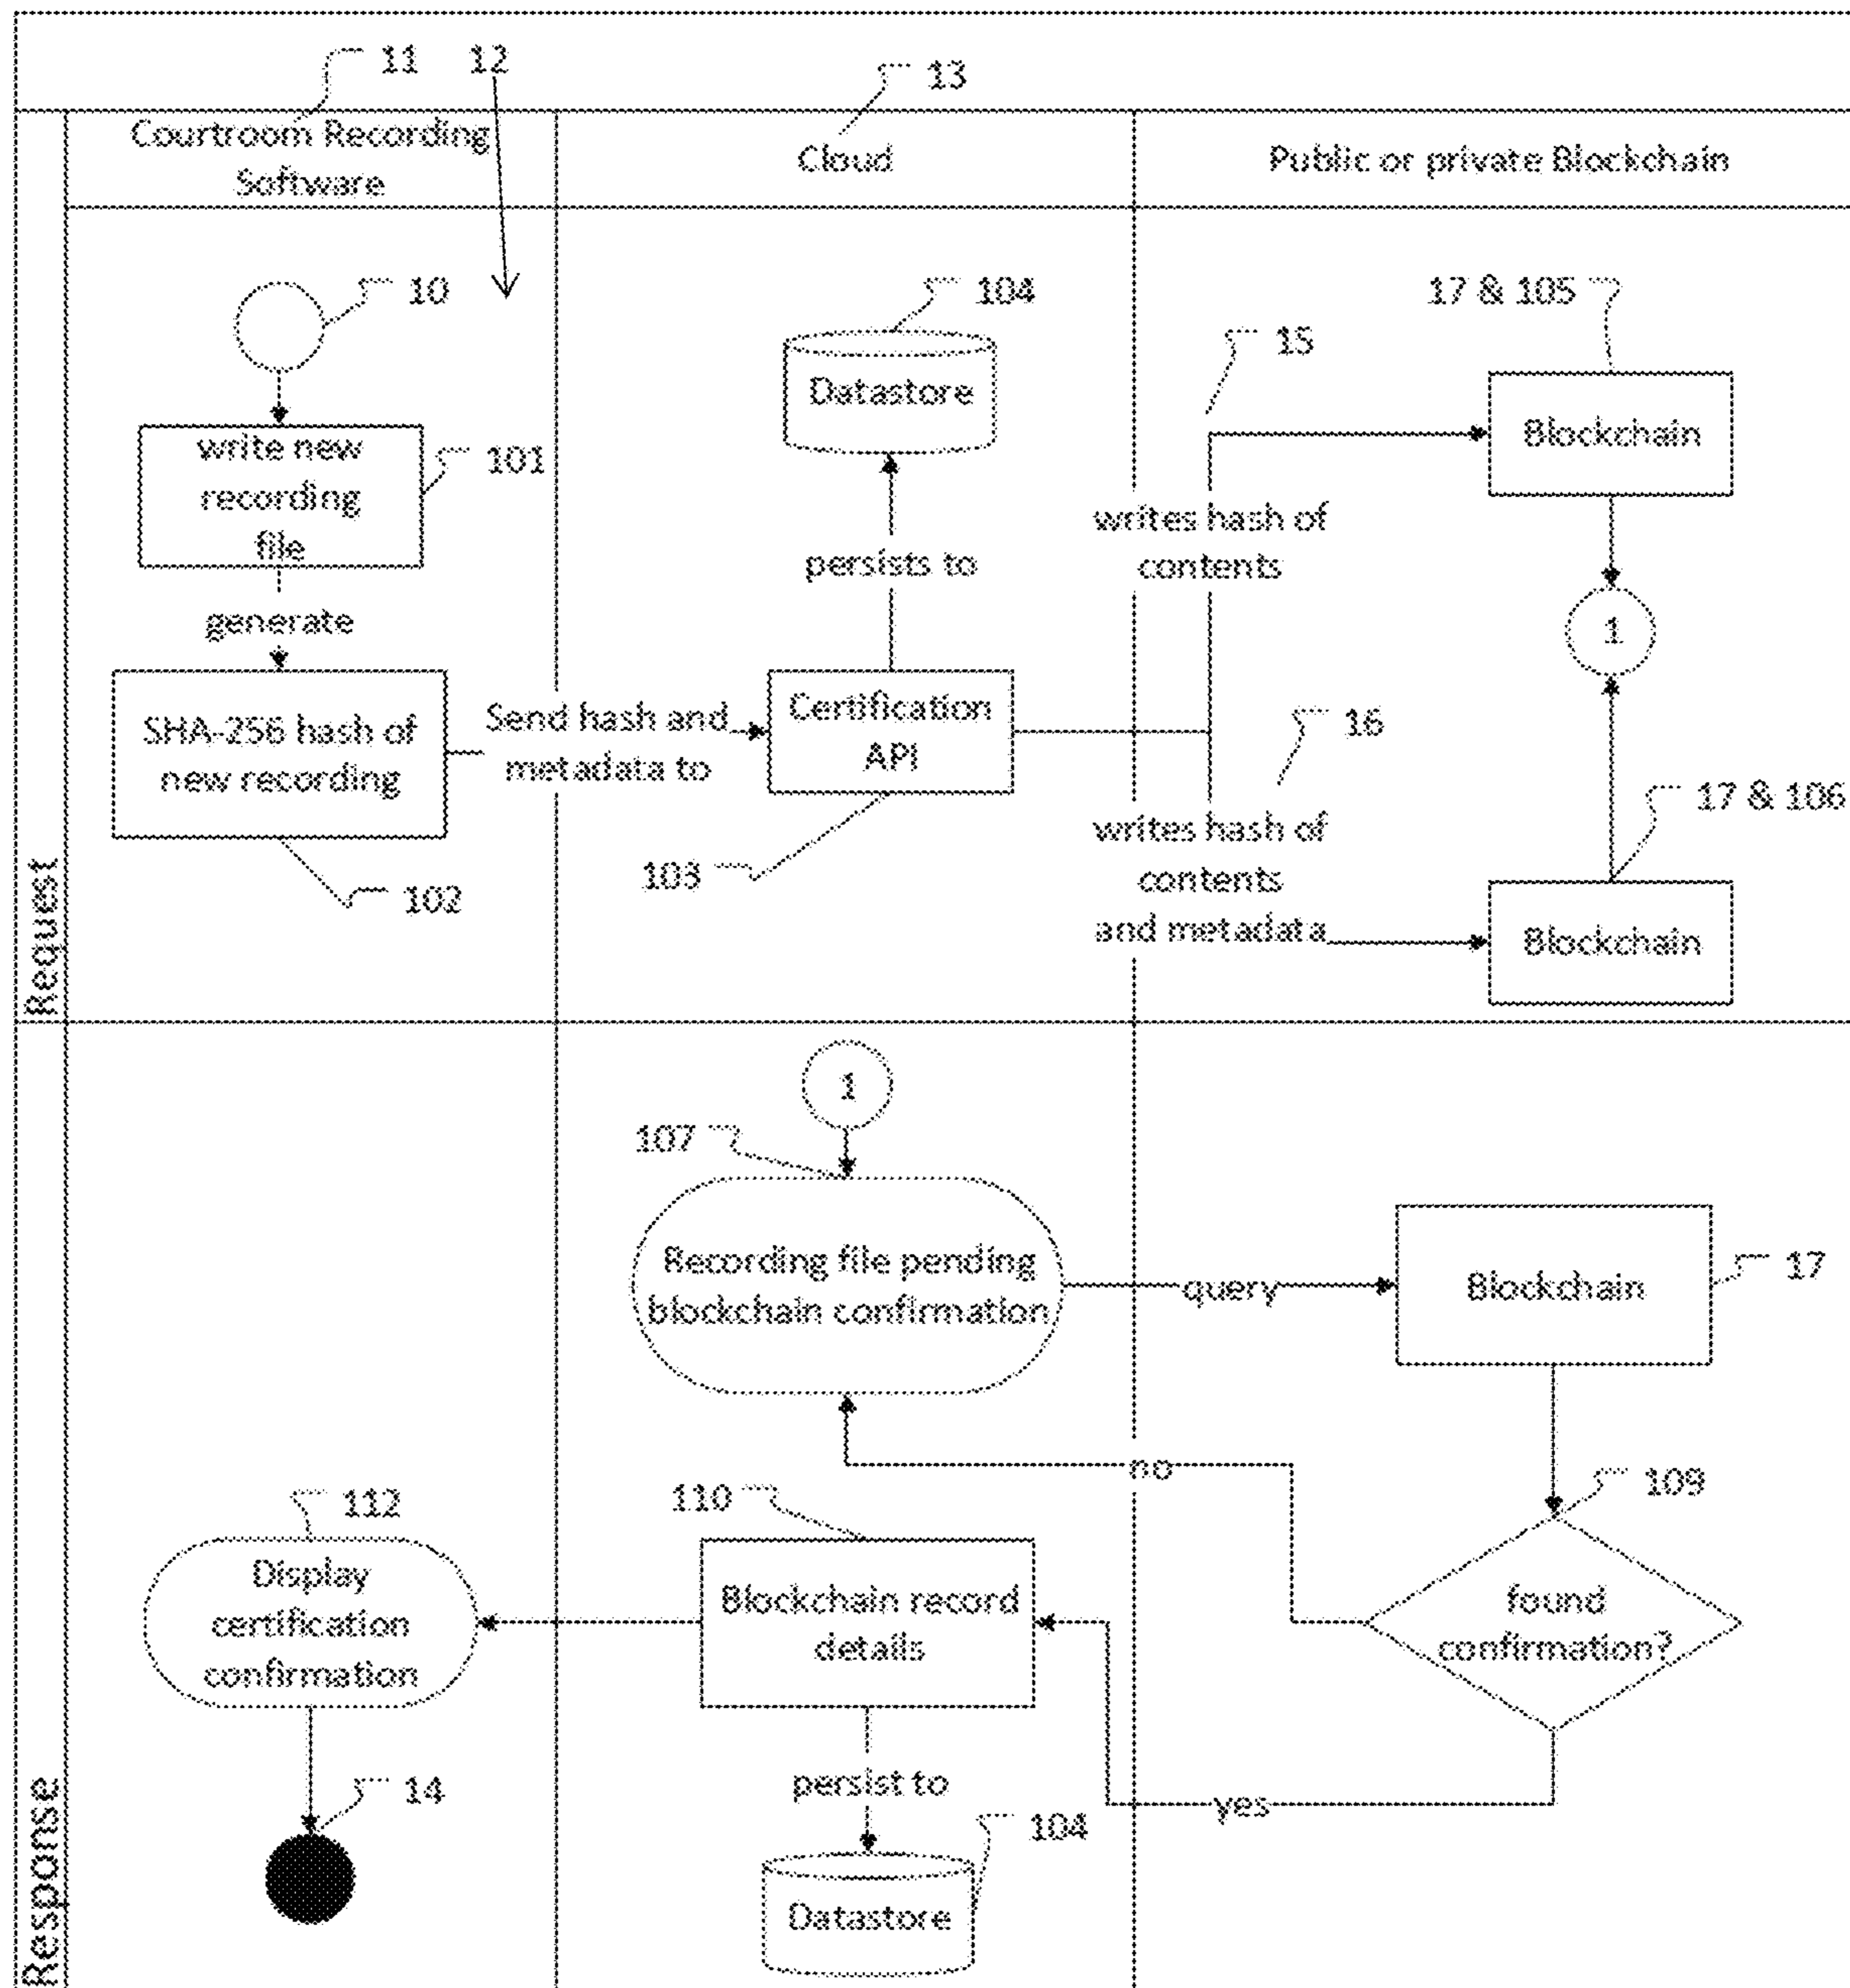 11
12
13
Courtroom Recording
Software
Cloud
Public or private Blockchain
Request
10
104
17 & 105
15
Datastore
Blockchain
write new
recording
file
101
writes hash of
contents
persists to
generate
1
SHA-256 hash of
new recording
Send hash and
metadata to
Certification
API
16
17 & 106
writes hash of
contents
and metadata
103
102
Blockchain
Response
1
107
Recording file pending
blockchain confirmation
query
Blockchain
17
no
109
110
112
Display
certification
confirmation
Blockchain record
details
found
confirmation?
persist to
yes
14
104
Datastore